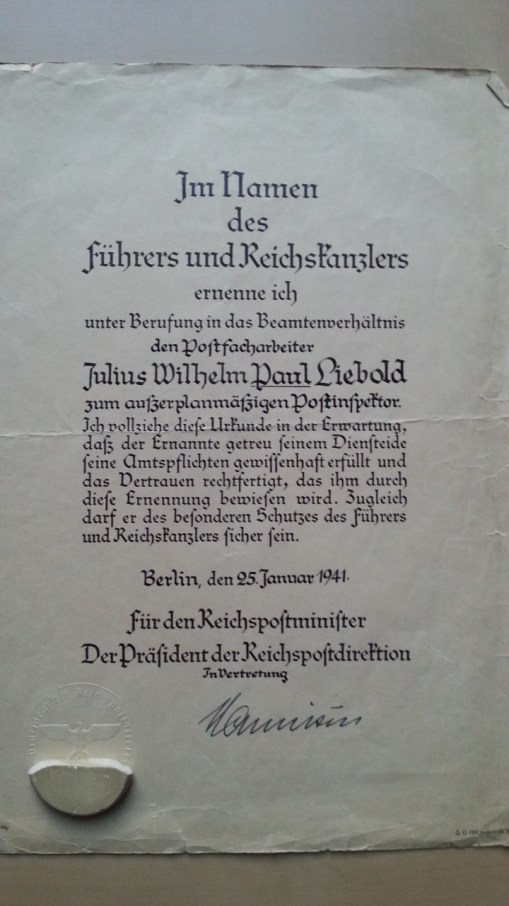 Im Namen
des
Führers und Reichskanzlers
ernenne ich
unter Berufung in das Beamtenverhältnis
den Postfacharbeiter
Julius Wilhelm Paul Liebold
zum außerplanmäßigen Postinspektor.
Ich vollziehe diese Urkunde in der Erwartung,
daß der Ernannte getreu seinem Diensteide
seine Amtspflichten gewissenhaft erfüllt und
das Vertrauen rechtfertigt, das ihm durch
diese Ernennung bewiesen wird. Zugleich
darf er des besonderen Schutzes des Führers
und Reichskanzlers sicher sein.
Berlin, den 25. Januar 1941.
Für den Reichspostminister
Der Präsident der Reichspostdirektion
In Vertretung